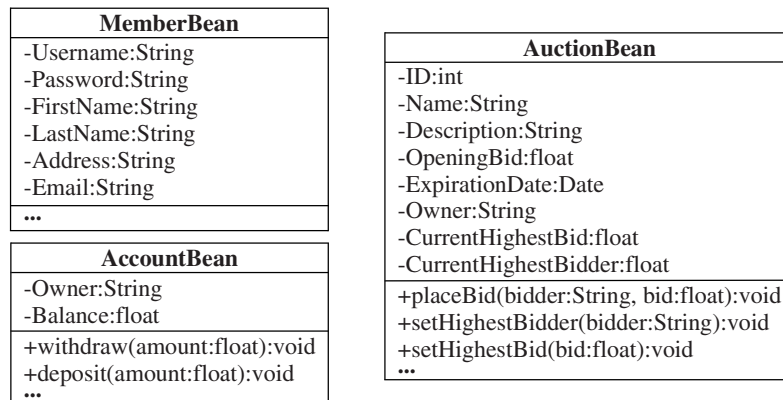 MemberBean
-Username:String
-Password:String
-FirstName:String
-LastName:String
-Address:String
-Email:String
...
AccountBean
-Owner:String
-Balance:float
+withdraw(amount:float):void
+deposit(amount:float):void
...
AuctionBean
-ID:int
-Name:String
-Description:String
-OpeningBid:float
-ExpirationDate:Date
-Owner:String
-CurrentHighestBid:float
-CurrentHighestBidder:float
+placeBid(bidder:String, bid:float):void
+setHighestBidder(bidder:String):void
+setHighestBid(bid:float):void
...